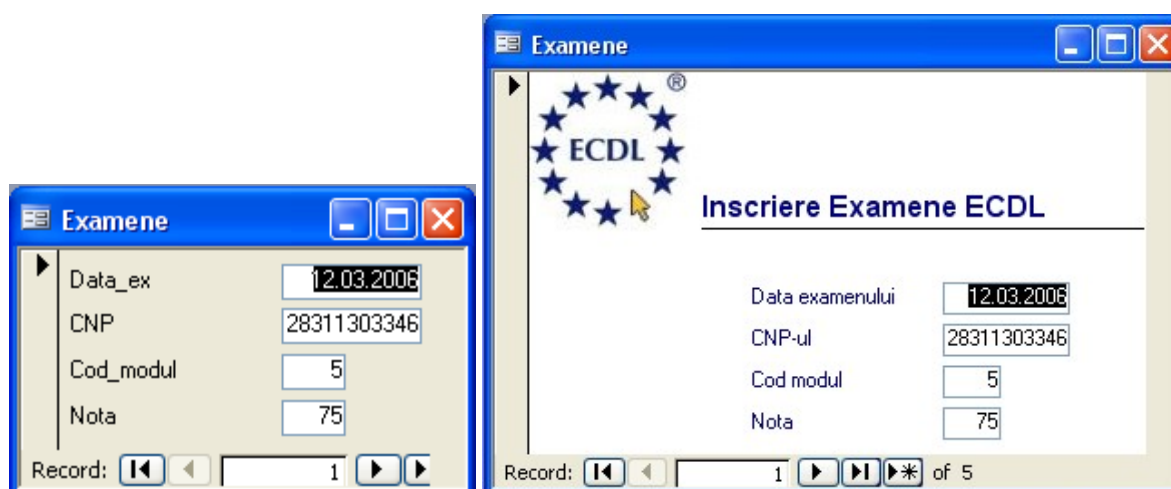 Examene
Data_ex 12.03.2006
CNP 28311303346
Cod_modul 5
Nota 75
Record: 1
Examene
ECDL ®
Inscriere Examene ECDL
Data examenului 12.03.2006
CNP-ul 28311303346
Cod modul 5
Nota 75
Record: 1 of 5